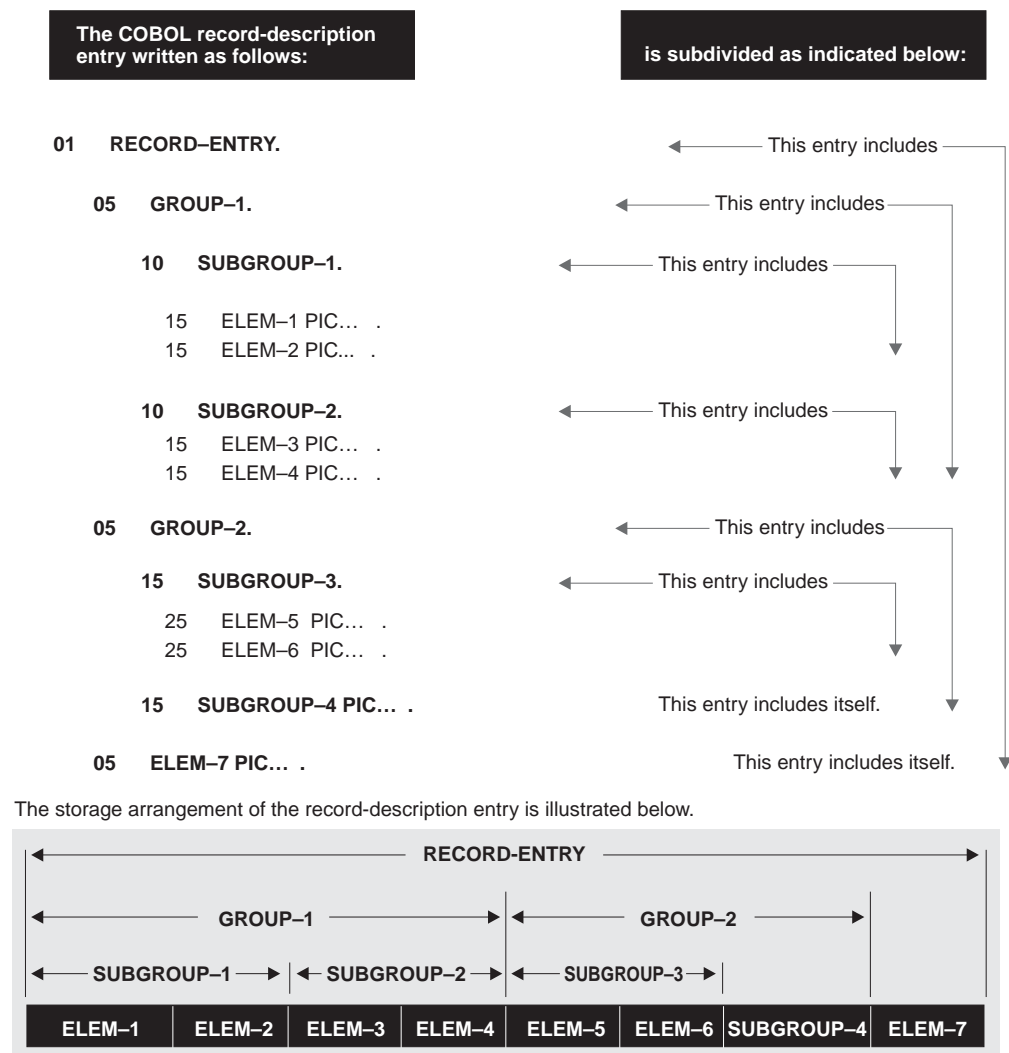 The COBOL record-description
entry written as follows:
is subdivided as indicated below:
01 RECORD–ENTRY. This entry includes
05 GROUP–1. This entry includes
10 SUBGROUP–1. This entry includes
15 ELEM–1 PIC… .
15 ELEM–2 PIC... .
10 SUBGROUP–2. This entry includes
15 ELEM–3 PIC… .
15 ELEM–4 PIC… .
05 GROUP–2. This entry includes
15 SUBGROUP–3. This entry includes
25 ELEM–5 PIC… .
25 ELEM–6 PIC… .
15 SUBGROUP–4 PIC… . This entry includes itself.
05 ELEM–7 PIC… . This entry includes itself.
The storage arrangement of the record-description entry is illustrated below.
RECORD-ENTRY
GROUP–1 GROUP–2
SUBGROUP–1 SUBGROUP–2 SUBGROUP–3
ELEM–1 ELEM–2 ELEM–3 ELEM–4 ELEM–5 ELEM–6 SUBGROUP–4 ELEM–7